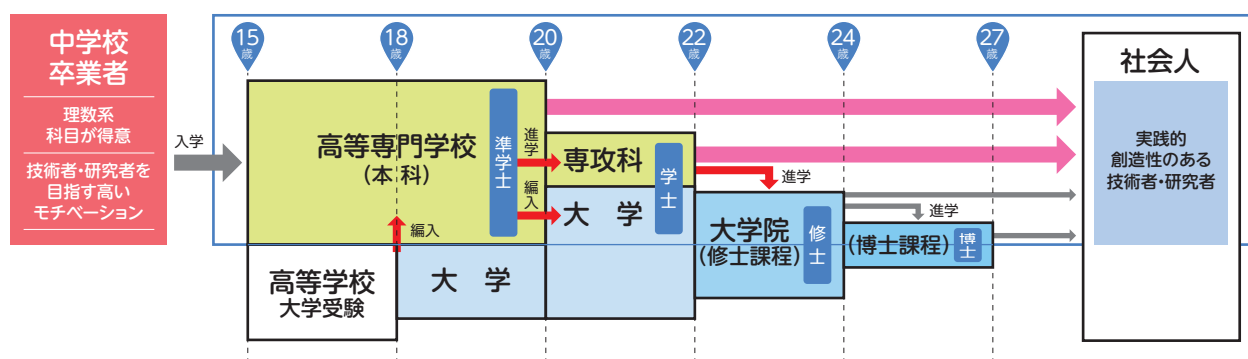 中学校
卒業者
理数系
科目が得意
技術者・研究者を
目指す高い
モチベーション
入学
15
歳
18
歳
20
歳
22
歳
24
歳
27
歳
高等専門学校
(本科)
準学士
進学
編入
専攻科
大 学
学士
進学
編入
高等学校
大学受験
大 学
大学院
(修士課程)
修士
進学
(博士課程)
博士
社会人
実践的
創造性のある
技術者・研究者